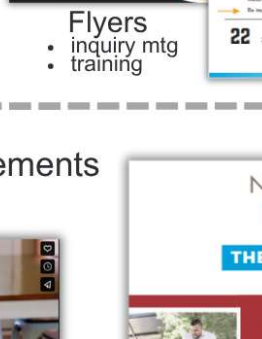 Flyers
• inquiry mtg
• training
22
ements
N
THE